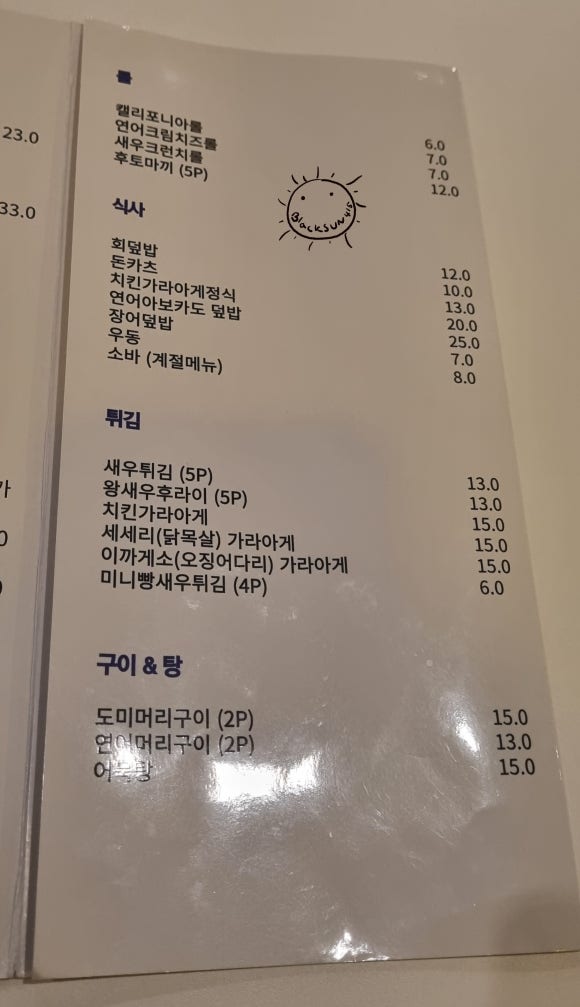 23.0
33.0
가
0
롤
캘리포니아롤 6.0
연어크림치즈롤 7.0
새우크런치롤 7.0
후토마끼 (5P) 12.0
BlackSUN 415
식사
회덮밥 12.0
돈카츠 10.0
치킨가라아게정식 13.0
연어아보카도 덮밥 20.0
장어덮밥 25.0
우동 7.0
소바 (계절메뉴) 8.0
튀김
새우튀김 (5P) 13.0
왕새우후라이 (5P) 13.0
치킨가라아게 15.0
세세리(닭목살) 가라아게 15.0
이까게소(오징어다리) 가라아게 15.0
미니빵새우튀김 (4P) 6.0
구이 & 탕
도미머리구이 (2P) 15.0
연어머리구이 (2P) 13.0
어묵탕 15.0